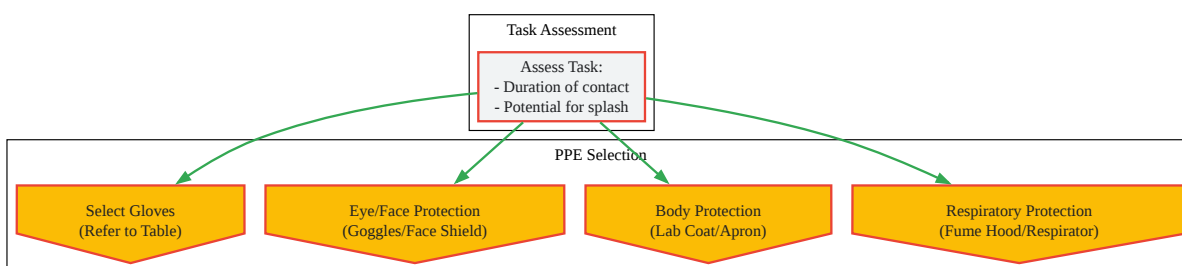 Task Assessment
Assess Task:
- Duration of contact
- Potential for splash
PPE Selection
Select Gloves
(Refer to Table)
Eye/Face Protection
(Goggles/Face Shield)
Body Protection
(Lab Coat/Apron)
Respiratory Protection
(Fume Hood/Respirator)